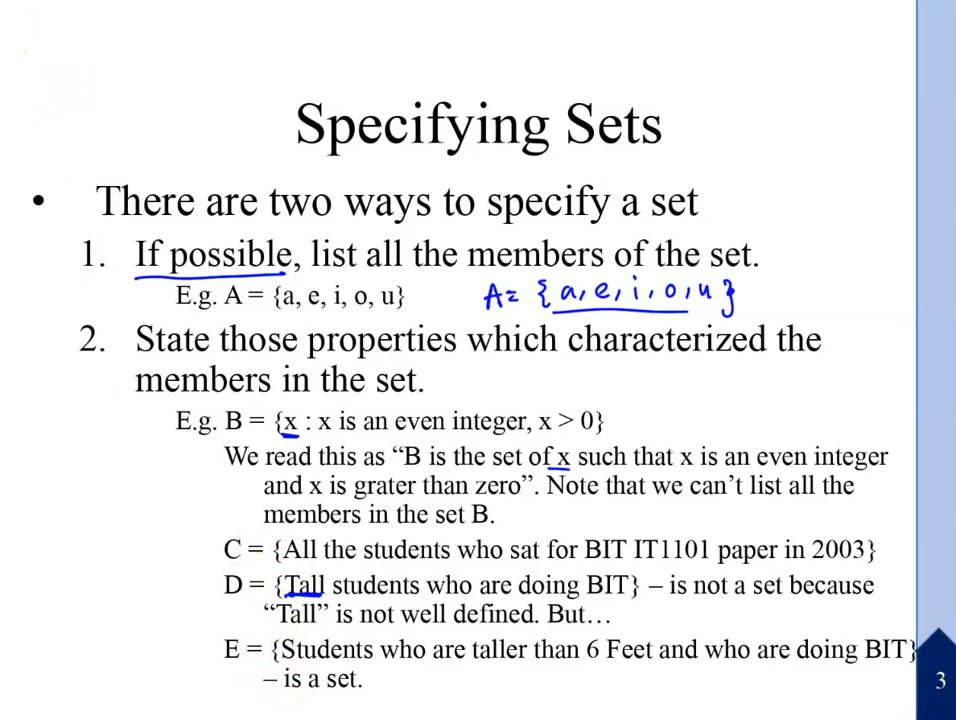 Specifying Sets
• There are two ways to specify a set
1. If possible, list all the members of the set.
E.g. A = {a, e, i, o, u} A= {a, e, i, o, u}
2. State those properties which characterized the
members in the set.
E.g. B = {x : x is an even integer, x > 0}
We read this as “B is the set of x such that x is an even integer
and x is grater than zero”. Note that we can’t list all the
members in the set B.
C = {All the students who sat for BIT IT1101 paper in 2003}
D = {Tall students who are doing BIT} – is not a set because
“Tall” is not well defined. But…
E = {Students who are taller than 6 Feet and who are doing BIT}
– is a set.
3